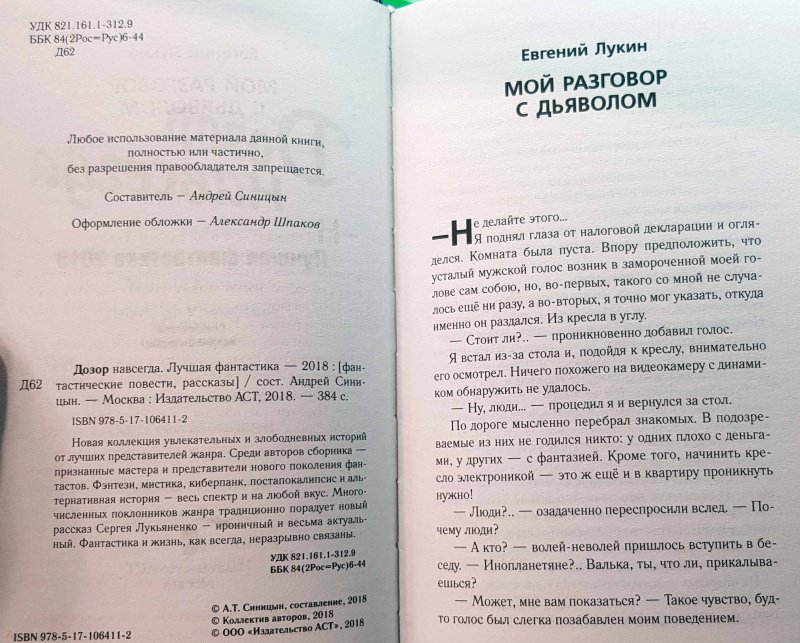 УДК 821.161.1-312.9
ББК 84(2Рос=Рус)6-44
Д62
Любое использование материала данной книги,
полностью или частично,
без разрешения правообладателя запрещается.
Составитель — Андрей Синицын
Оформление обложки — Александр Шпаков
Дозор навсегда. Лучшая фантастика — 2018 : [фан-
Д62 тастические повести, рассказы] / сост. Андрей Сини-
цын. — Москва : Издательство АСТ, 2018. — 384 с.
ISBN 978-5-17-106411-2
Новая коллекция увлекательных и злободневных историй
от лучших представителей жанра. Среди авторов сборника —
признанные мастера и представители нового поколения фан-
тастов. Фэнтези, мистика, киберпанк, постапокалипсис и аль-
тернативная история — весь спектр и на любой вкус. Много-
численных поклонников жанра традиционно порадует новый
рассказ Сергея Лукьяненко — ироничный и весьма актуаль-
ный. Фантастика и жизнь, как всегда, неразрывно связаны.
УДК 821.161.1-312.9
ББК 84(2Рос=Рус)6-44
© А.Т. Синицын, составление, 2018
© Коллектив авторов, 2018
ISBN 978-5-17-106411-2 © ООО «Издательство АСТ», 2018
Евгений Лукин
МОЙ РАЗГОВОР
С ДЬЯВОЛОМ
—Не делайте этого...
Я поднял глаза от налоговой декларации и огля-
делся. Комната была пуста. Впору предположить, что
усталый мужской голос возник в замороченной моей го-
лове сам собою, но, во-первых, такого со мной не случа-
лось ещё ни разу, а во-вторых, я точно мог указать, откуда
именно он раздался. Из кресла в углу.
— Стоит ли?.. — проникновенно добавил голос.
Я встал из-за стола и, подойдя к креслу, внимательно
его осмотрел. Ничего похожего на видеокамеру с динами-
ком обнаружить не удалось.
— Ну, люди... — процедил я и вернулся за стол.
По дороге мысленно перебрал знакомых. В подозре-
ваемые из них не годился никто: у одних плохо с деньга-
ми, у других — с фантазией. Кроме того, начинить кре-
сло электроникой — это ж ещё и в квартиру проникнуть
нужно!
— Люди?.. — озадаченно переспросили вслед. — По-
чему люди?
— А кто? — волей-неволей пришлось вступить в бе-
седу. — Инопланетяне?.. Валька, ты, что ли, прикалыва-
ешься?
— Может, мне вам показаться? — Такое чувство, буд-
то голос был слегка позабавлен моим поведением.